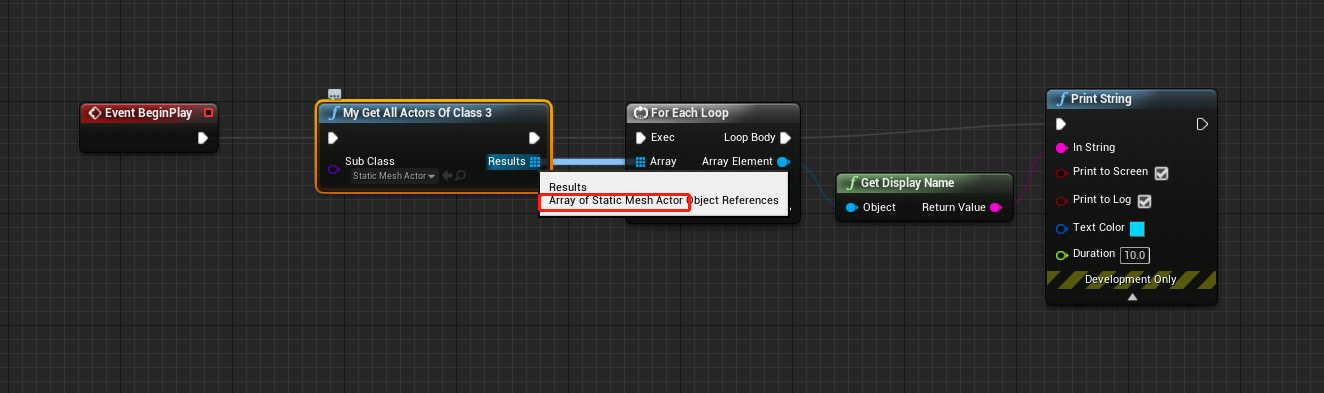 Event BeginPlay
My Get All Actors Of Class 3
Sub Class
Static Mesh Actor
Results
For Each Loop
Exec
Loop Body
Array
Array Element
Results
Array of Static Mesh Actor Object References
Get Display Name
Object
Return Value
Print String
In String
Print to Screen
Print to Log
Text Color
Duration
10.0
Development Only